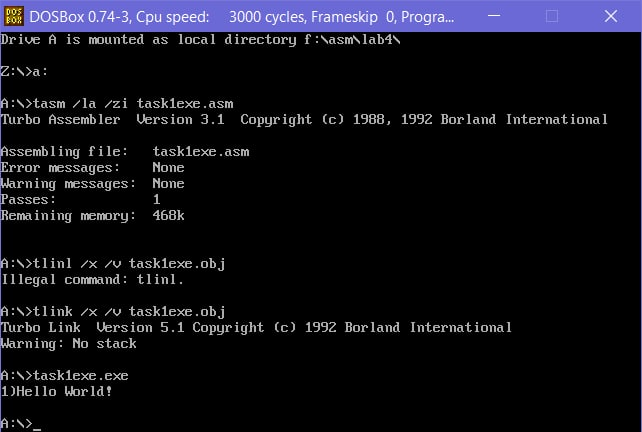 DOS BOX
DOSBox 0.74-3, Cpu speed:    3000 cycles, Frameskip  0, Progra...
Drive A is mounted as local directory f:\asm\lab4\
Z:\>a:
A:\>tasm /la /zi task1exe.asm
Turbo Assembler  Version 3.1  Copyright (c) 1988, 1992 Borland International
Assembling file:   task1exe.asm
Error messages:    None
Warning messages:  None
Passes:            1
Remaining memory:  468k
A:\>tlinl /x /v task1exe.obj
Illegal command: tlinl.
A:\>tlink /x /v task1exe.obj
Turbo Link  Version 5.1 Copyright (c) 1992 Borland International
Warning: No stack
A:\>task1exe.exe
1)Hello World!
A:\>_